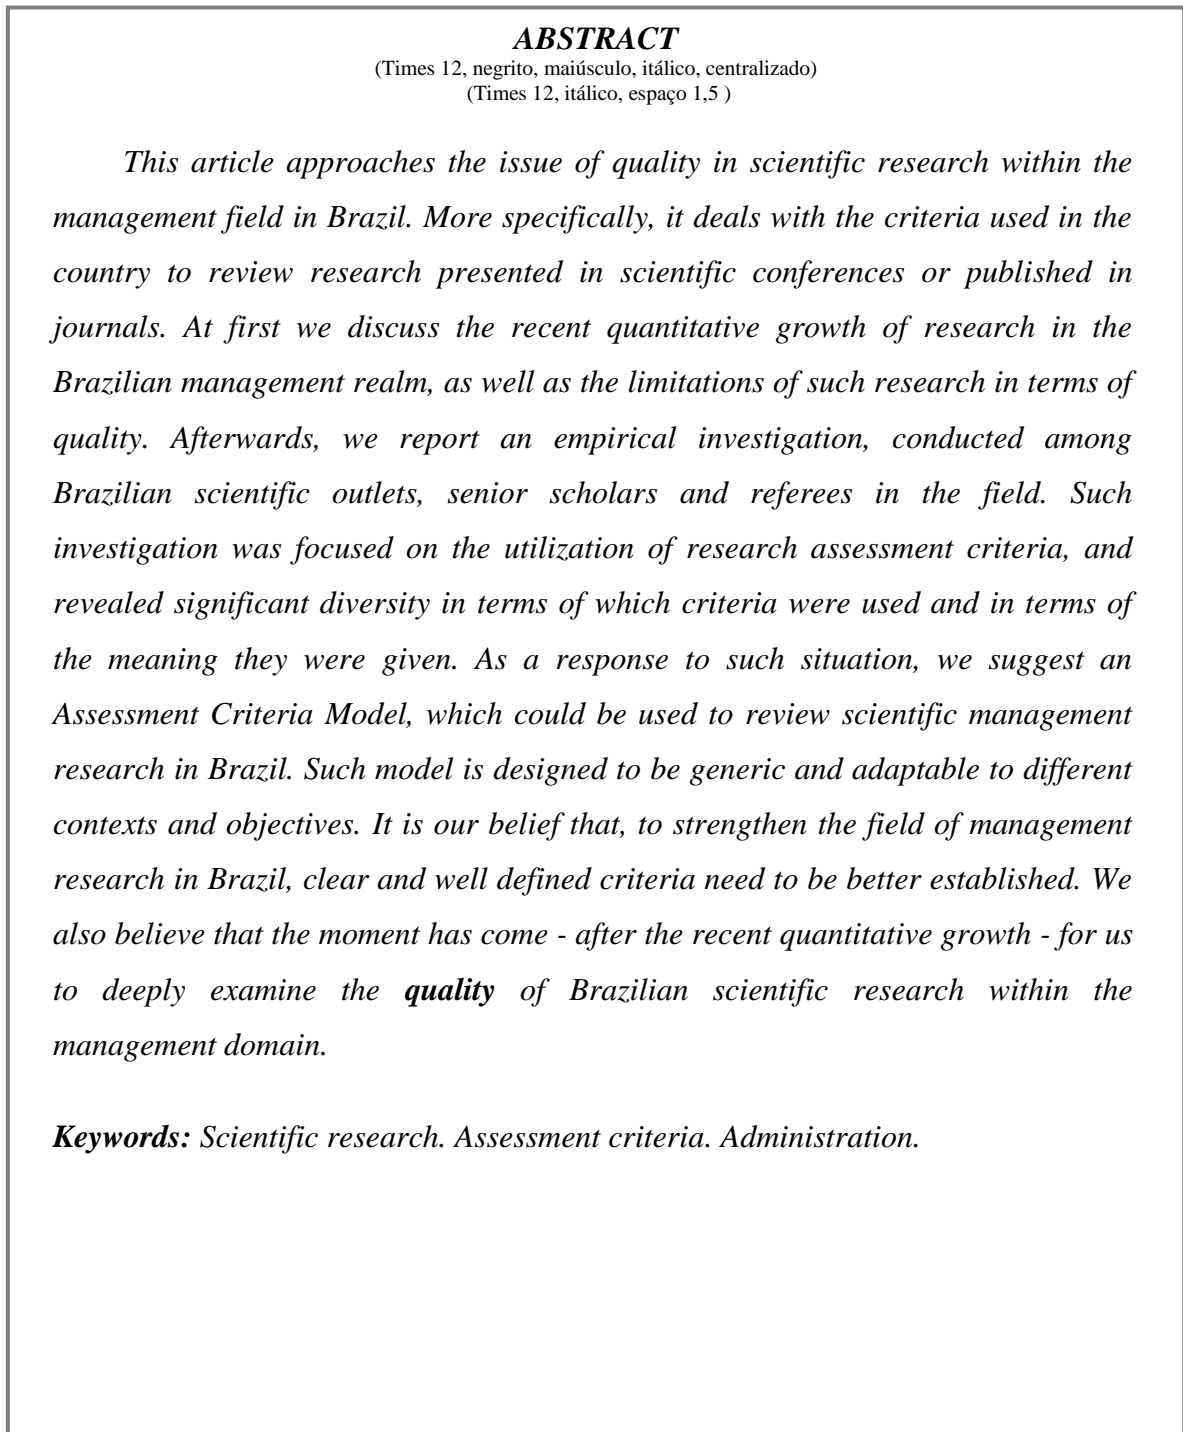 ABSTRACT
(Times 12, negrito, maiúsculo, itálico, centralizado)
(Times 12, itálico, espaço 1,5 )
This article approaches the issue of quality in scientific research within the
management field in Brazil. More specifically, it deals with the criteria used in the
country to review research presented in scientific conferences or published in
journals. At first we discuss the recent quantitative growth of research in the
Brazilian management realm, as well as the limitations of such research in terms of
quality. Afterwards, we report an empirical investigation, conducted among
Brazilian scientific outlets, senior scholars and referees in the field. Such
investigation was focused on the utilization of research assessment criteria, and
revealed significant diversity in terms of which criteria were used and in terms of
the meaning they were given. As a response to such situation, we suggest an
Assessment Criteria Model, which could be used to review scientific management
research in Brazil. Such model is designed to be generic and adaptable to different
contexts and objectives. It is our belief that, to strengthen the field of management
research in Brazil, clear and well defined criteria need to be better established. We
also believe that the moment has come - after the recent quantitative growth - for us
to deeply examine the quality of Brazilian scientific research within the
management domain.
Keywords: Scientific research. Assessment criteria. Administration.